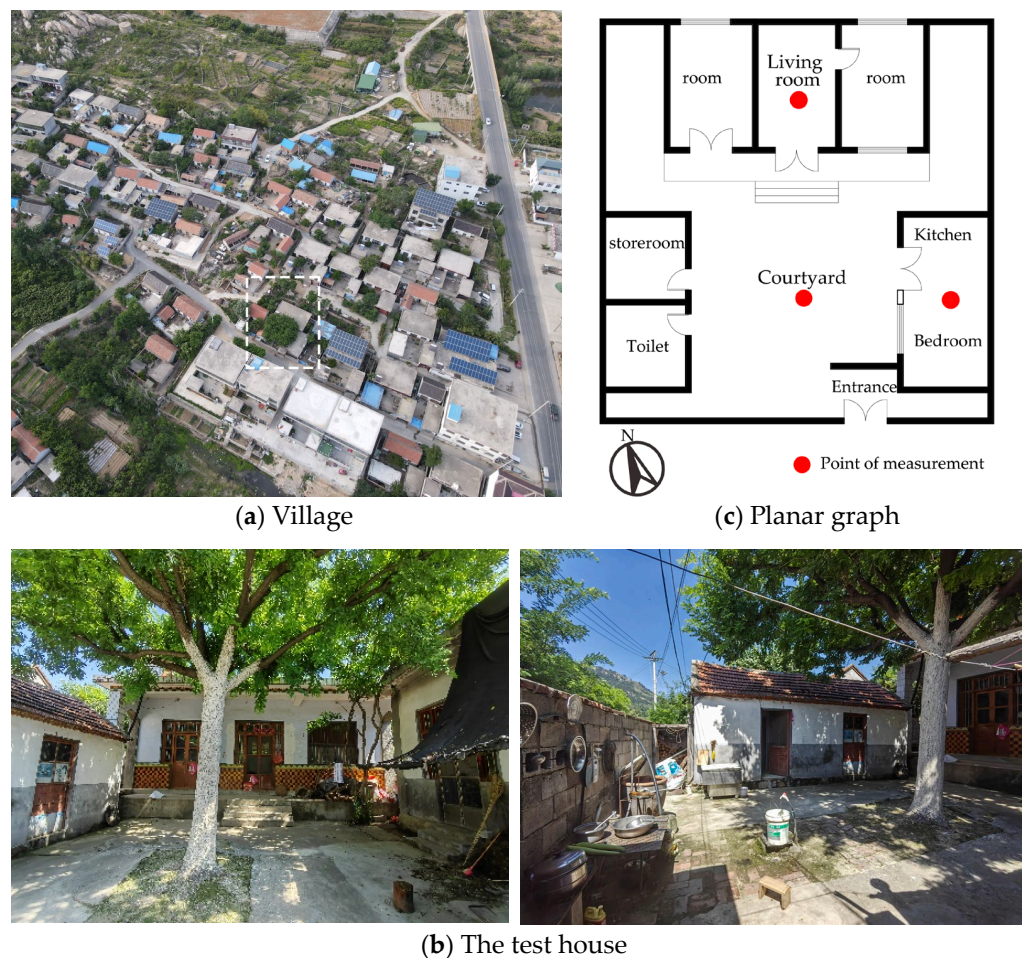 Living
room
room
room
storeroom
Kitchen
Courtyard
Toilet
Bedroom
Entrance
N
Point of measurement
(a) Village
(c) Planar graph
(b) The test house